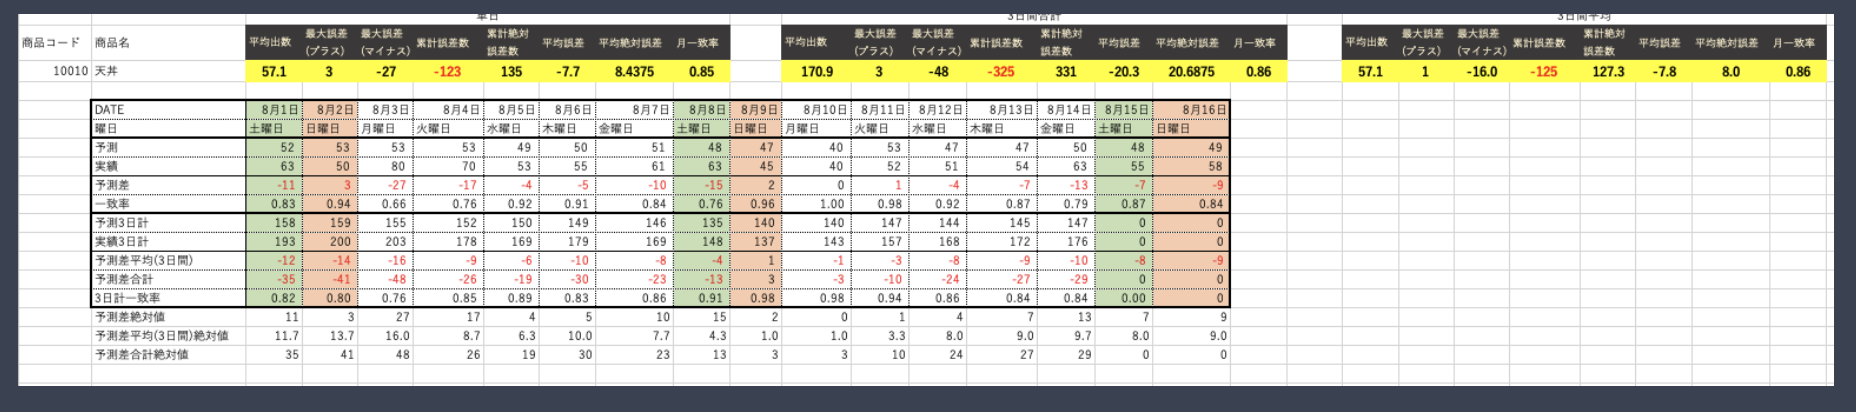 単日 3日間合計 3日間平均
商品コード 商品名 平均出数 最大誤差(プラス) 最大誤差(マイナス) 累計誤差数 累計絶対誤差数 平均誤差 平均絶対誤差 月一致率 平均出数 最大誤差(プラス) 最大誤差(マイナス) 累計誤差数 累計絶対誤差数 平均誤差 平均絶対誤差 月一致率 平均出数 最大誤差(プラス) 最大誤差(マイナス) 累計誤差数 累計絶対誤差数 平均誤差 平均絶対誤差 月一致率
10010 天丼 57.1 3 -27 -123 135 -7.7 8.4375 0.85 170.9 3 -48 -325 331 -20.3 20.6875 0.86 57.1 1 -16.0 -125 127.3 -7.8 8.0 0.86
DATE 8月1日 8月2日 8月3日 8月4日 8月5日 8月6日 8月7日 8月8日 8月9日 8月10日 8月11日 8月12日 8月13日 8月14日 8月15日 8月16日
曜日 土曜日 日曜日 月曜日 火曜日 水曜日 木曜日 金曜日 土曜日 日曜日 月曜日 火曜日 水曜日 木曜日 金曜日 土曜日 日曜日
予測 52 53 53 53 49 50 51 48 47 40 53 47 47 50 48 49
実績 63 50 80 70 53 55 61 63 45 40 52 51 54 63 55 58
予測差 -11 3 -27 -17 -4 -5 -10 -15 2 0 1 -4 -7 -13 -7 -9
一致率 0.83 0.94 0.66 0.76 0.92 0.91 0.84 0.76 0.96 1.00 0.98 0.92 0.87 0.79 0.87 0.84
予測3日計 158 159 155 152 150 149 146 135 140 140 147 144 145 147 0 0
実績3日計 193 200 203 178 169 179 169 148 137 143 157 168 172 176 0 0
予測差平均(3日間) -12 -14 -16 -9 -6 -10 -8 -4 1 -1 -3 -8 -9 -10 -8 -9
予測差合計 -35 -41 -48 -26 -19 -30 -23 -13 3 -3 -10 -24 -27 -29 0 0
3日計一致率 0.82 0.80 0.76 0.85 0.89 0.83 0.86 0.91 0.98 0.98 0.94 0.86 0.84 0.84 0.00 0
予測差絶対値 11 3 27 17 4 5 10 15 2 0 1 4 7 13 7 9
予測差平均(3日間)絶対値 11.7 13.7 16.0 8.7 6.3 10.0 7.7 4.3 1.0 1.0 3.3 8.0 9.0 9.7 8.0 9.0
予測差合計絶対値 35 41 48 26 19 30 23 13 3 3 10 24 27 29 0 0